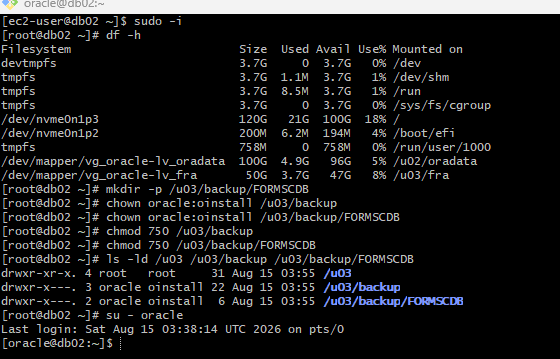 oracle@db02:~
[ec2-user@db02 ~]$ sudo -i
[root@db02 ~]# df -h
Filesystem                        Size  Used Avail Use% Mounted on
devtmpfs                          3.7G     0  3.7G   0% /dev
tmpfs                             3.7G  1.1M  3.7G   1% /dev/shm
tmpfs                             3.7G  8.5M  3.7G   1% /run
tmpfs                             3.7G     0  3.7G   0% /sys/fs/cgroup
/dev/nvme0n1p3                    120G   21G  100G  18% /
/dev/nvme0n1p2                    200M  6.2M  194M   4% /boot/efi
tmpfs                             758M     0  758M   0% /run/user/1000
/dev/mapper/vg_oracle-lv_oradata  100G  4.9G   96G   5% /u02/oradata
/dev/mapper/vg_oracle-lv_fra       50G  3.7G   47G   8% /u03/fra
[root@db02 ~]# mkdir -p /u03/backup/FORMSCDB
[root@db02 ~]# chown oracle:oinstall /u03/backup
[root@db02 ~]# chown oracle:oinstall /u03/backup/FORMSCDB
[root@db02 ~]# chmod 750 /u03/backup
[root@db02 ~]# chmod 750 /u03/backup/FORMSCDB
[root@db02 ~]# ls -ld /u03 /u03/backup /u03/backup/FORMSCDB
drwxr-xr-x. 4 root   root     31 Aug 15 03:55 /u03
drwxr-x---. 3 oracle oinstall 22 Aug 15 03:55 /u03/backup
drwxr-x---. 2 oracle oinstall  6 Aug 15 03:55 /u03/backup/FORMSCDB
[root@db02 ~]# su - oracle
Last login: Sat Aug 15 03:38:14 UTC 2026 on pts/0
[oracle@db02:~]$